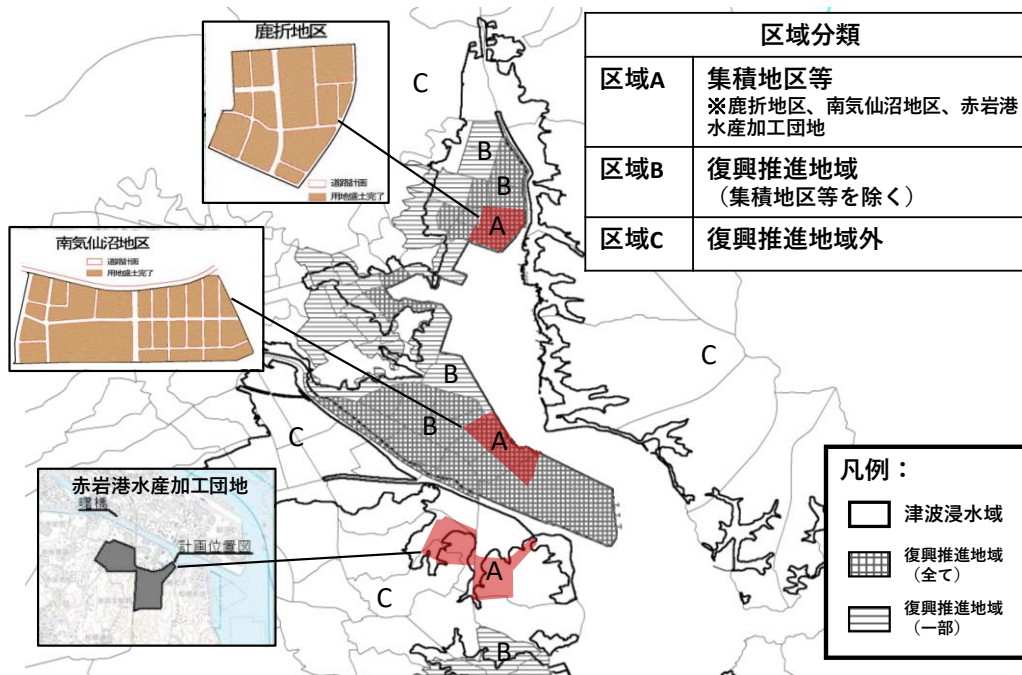 鹿折地区
道路計画
用地盛土完了
南気仙沼地区
道路計画
用地盛土完了
赤岩港水産加工団地
曙橋
計画位置図
区域分類
区域A 集積地区等
※鹿折地区、南気仙沼地区、赤岩港
水産加工団地
区域B 復興推進地域
（集積地区等を除く）
区域C 復興推進地域外
C
B
B
A
C
B
B
A
C
A
C
B
凡例：
津波浸水域
復興推進地域
（全て）
復興推進地域
（一部）